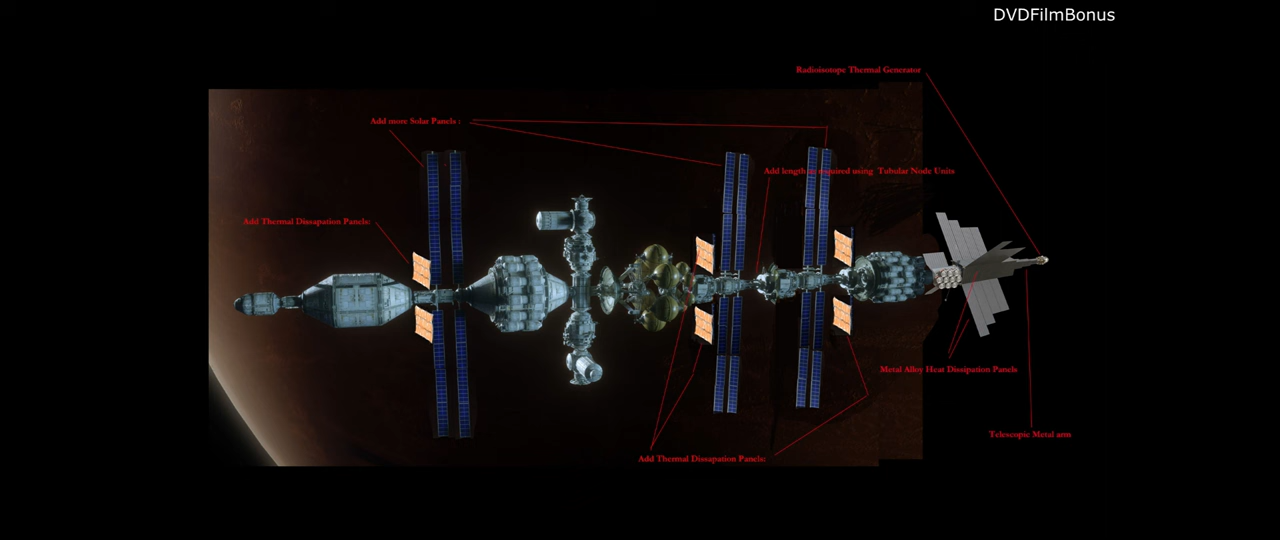 DVDFilmBonus
Radioisotope Thermal Generator
Add more Solar Panels :
Add length required using Tubular Node Units
Add Thermal Dissapation Panels:
Metal Alloy Heat Dissipation Panels
Telescopic Metal arm
Add Thermal Dissapation Panels: